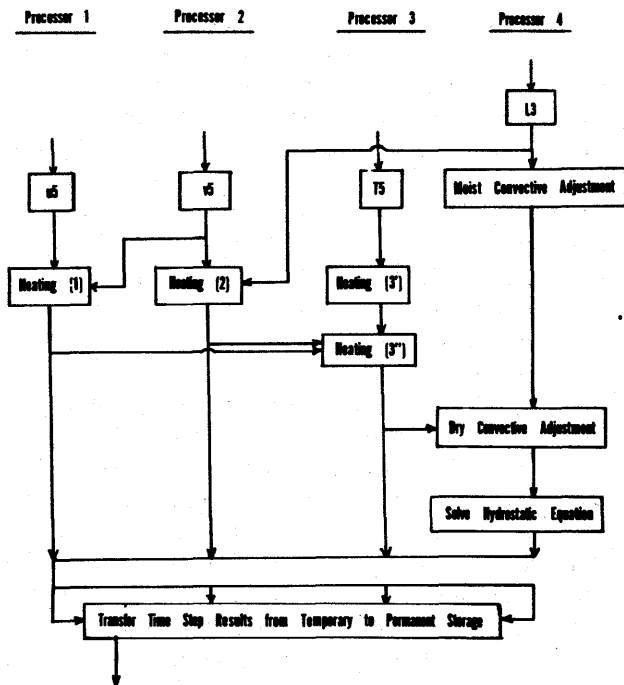 Processor 1 Processor 2 Processor 3 Processor 4
L3
u5 v5 T5 Moist Convective Adjustment
Heating (1) Heating (2) Heating (3')
Heating (3'')
Dry Convective Adjustment
Solve Hydrostatic Equation
Transfer Time Step Results from Temporary to Permanent Storage